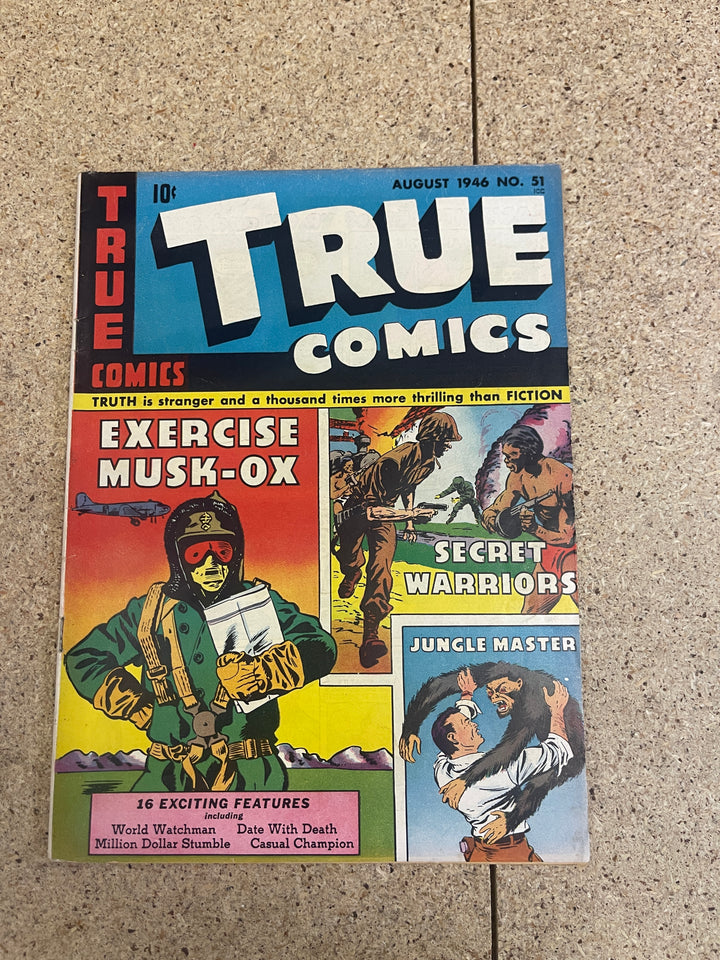 TRUE
COMICS
10¢
AUGUST 1946 NO. 51
TRUE
COMICS
TRUTH is stranger and a thousand times more thrilling than FICTION
EXERCISE
MUSK-OX
SECRET
WARRIORS
JUNGLE MASTER
16 EXCITING FEATURES
including
World Watchman Date With Death
Million Dollar Stumble Casual Champion